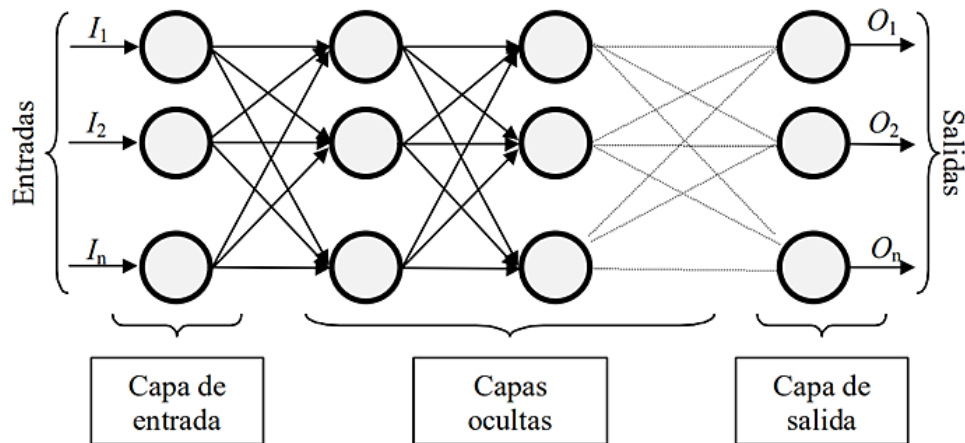 Entradas
I1
I2
In
O1
O2
On
Salidas
Capa de
entrada
Capas
ocultas
Capa de
salida